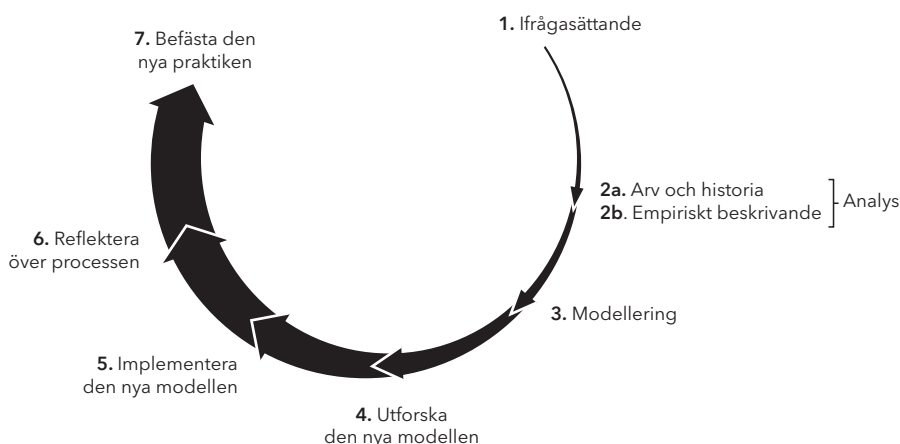 1. Ifrågasättande
2a. Arv och historia
2b. Empiriskt beskrivande
Analys
3. Modellering
4. Utforska
den nya modellen
5. Implementera
den nya modellen
6. Reflektera
över processen
7. Befästa den
nya praktiken